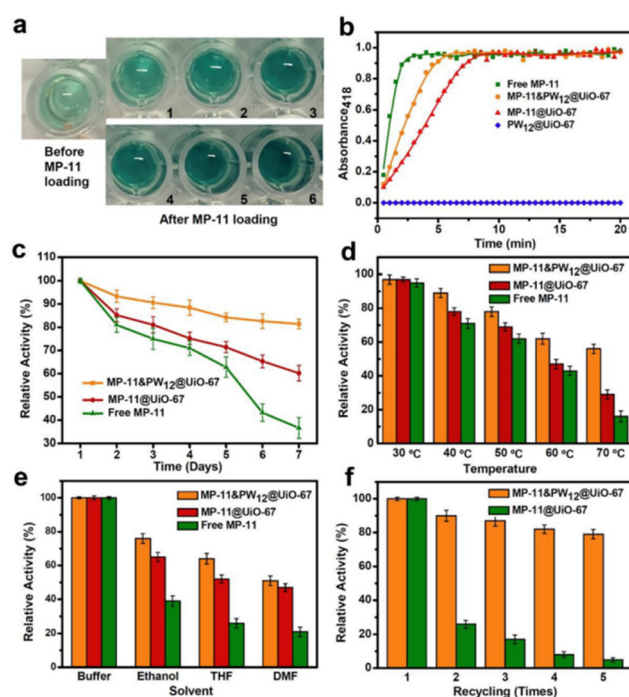 a
Before
MP-11
loading
1
2
3
4
5
6
After MP-11 loading
b
Absorbance418
1.0
0.8
0.6
0.4
0.2
0.0
Free MP-11
MP-11&PW12@UiO-67
MP-11@UiO-67
PW12@UiO-67
0
5
10
15
20
Time (min)
c
Relative Activity (%)
110
100
90
80
70
60
50
40
30
MP-11&PW12@UiO-67
MP-11@UiO-67
Free MP-11
1
2
3
4
5
6
7
Time (Days)
d
Relative Activity (%)
100
80
60
40
20
0
MP-11&PW12@UiO-67
MP-11@UiO-67
Free MP-11
30 ºC
40 ºC
50 ºC
60 ºC
70 ºC
Temperature
e
Relative Activity (%)
100
80
60
40
20
0
MP-11&PW12@UiO-67
MP-11@UiO-67
Free MP-11
Buffer
Ethanol
THF
DMF
Solvent
f
Relative Activity (%)
100
80
60
40
20
0
MP-11&PW12@UiO-67
MP-11@UiO-67
1
2
3
4
5
Recycling (Times)